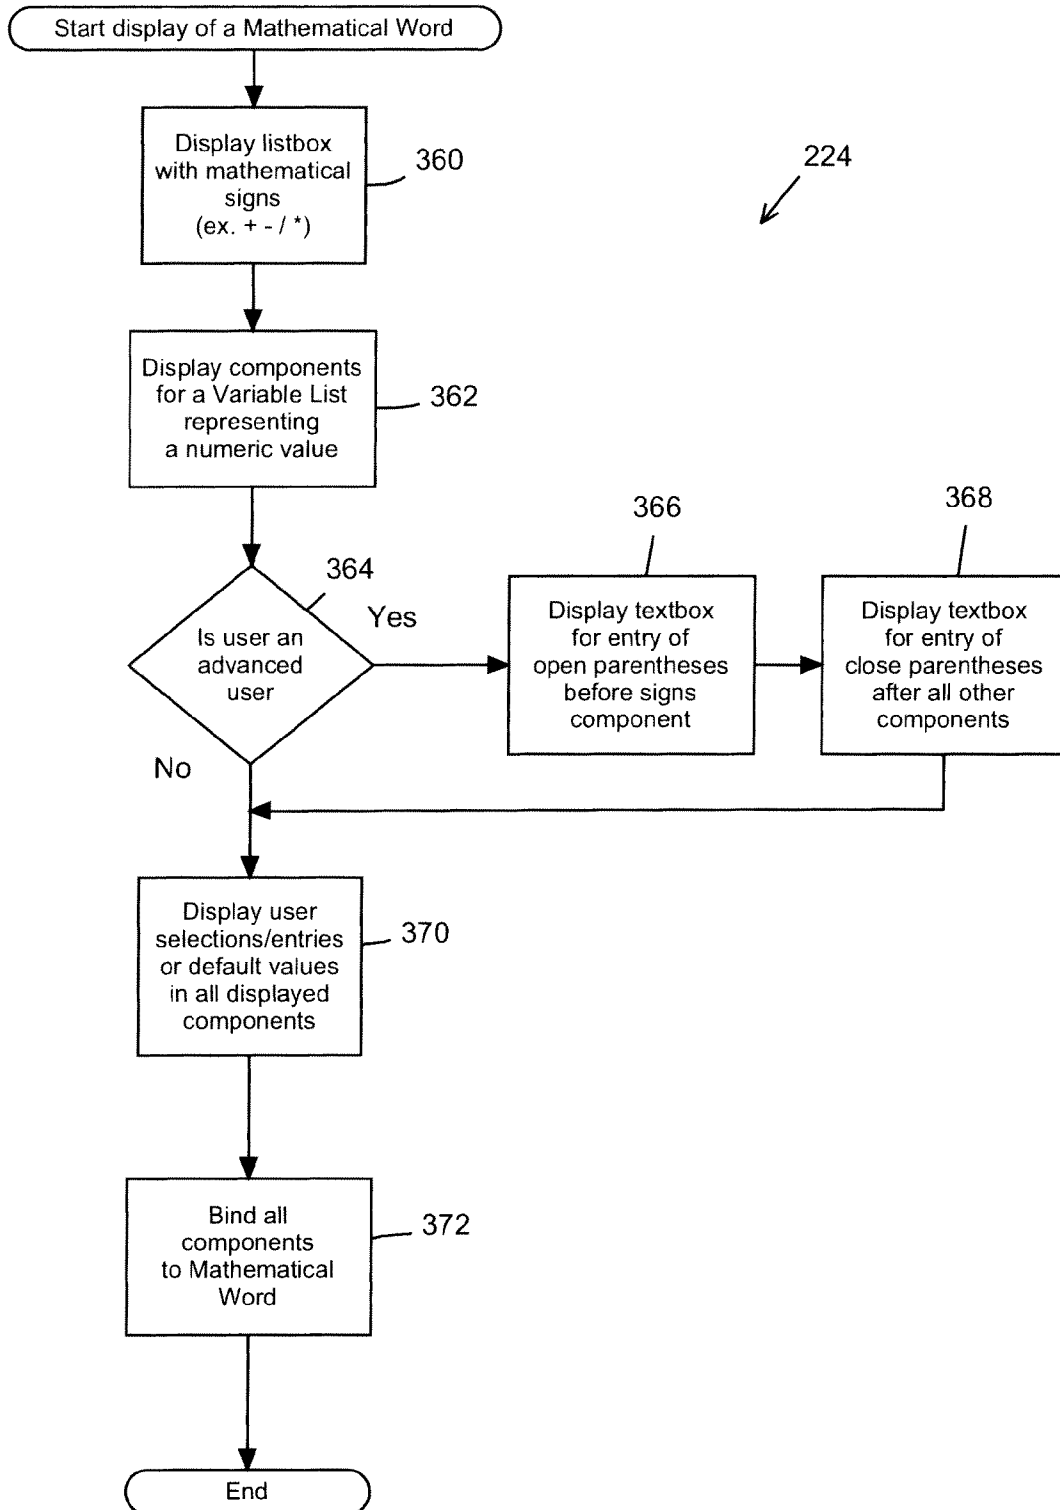 Start display of a Mathematical Word
Display listbox
with mathematical
signs
(ex. + - / *)
360
224
Display components
for a Variable List
representing
a numeric value
362
364
Is user an
advanced
user
Yes
No
366
Display textbox
for entry of
open parentheses
before signs
component
368
Display textbox
for entry of
close parentheses
after all other
components
Display user
selections/entries
or default values
in all displayed
components
370
Bind all
components
to Mathematical
Word
372
End